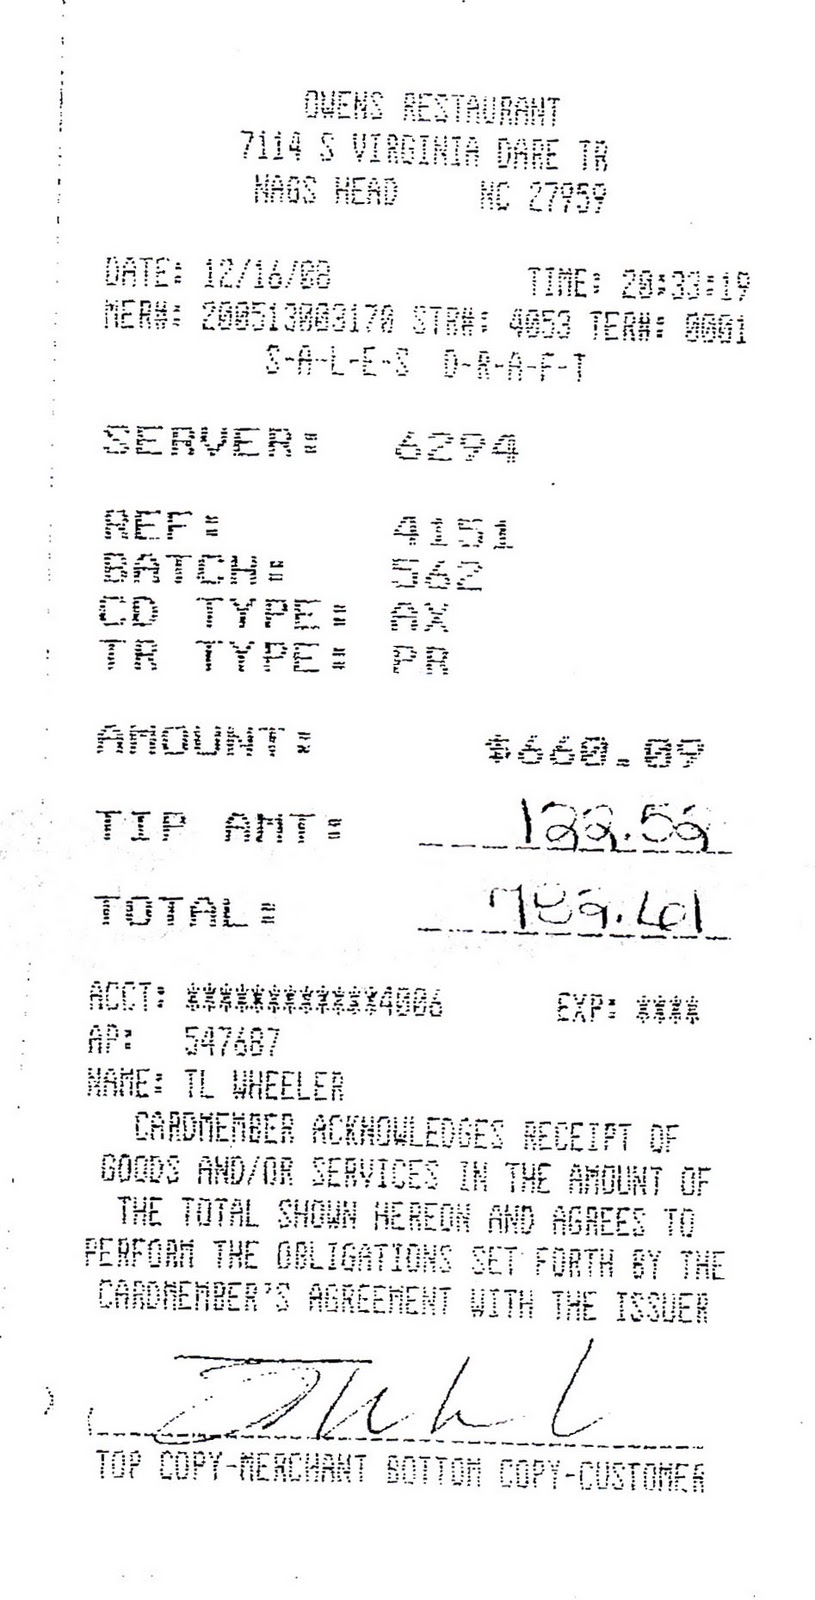 OWENS RESTAURANT
7114 S VIRGINIA DARE TR
NAGS HEAD NC 27959
DATE: 12/16/08 TIME: 20:33:19
MER#: 200513003170 STR#: 4053 TER#: 0001
S-A-L-E-S D-R-A-F-T
SERVER: 6294
REF: 4151
BATCH: 562
CD TYPE: AX
TR TYPE: PR
AMOUNT: $660.09
TIP AMT: 122.52
TOTAL: 782.61
ACCT: ************4006 EXP: ****
AP: 547687
NAME: TL WHEELER
CARDMEMBER ACKNOWLEDGES RECEIPT OF
GOODS AND/OR SERVICES IN THE AMOUNT OF
THE TOTAL SHOWN HEREON AND AGREES TO
PERFORM THE OBLIGATIONS SET FORTH BY THE
CARDMEMBER'S AGREEMENT WITH THE ISSUER
TOP COPY-MERCHANT BOTTOM COPY-CUSTOMER